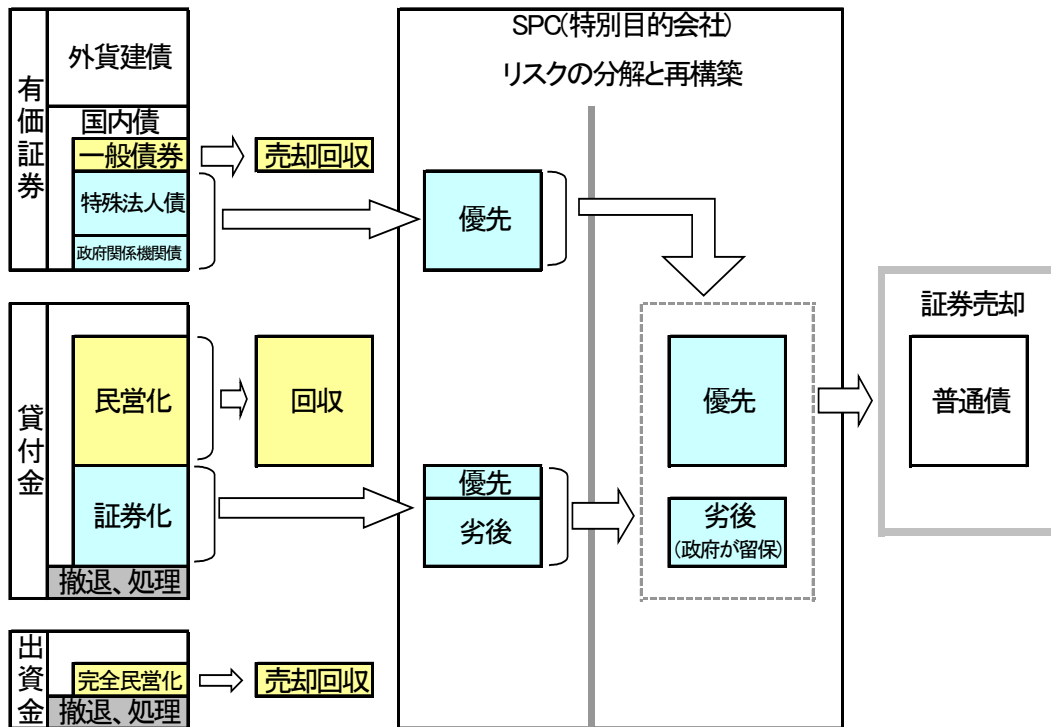 SPC(特別目的会社)
リスクの分解と再構築
有価証券
外貨建債
国内債
一般債券
売却回収
特殊法人債
政府関係機関債
優先
貸付金
民営化
回収
証券化
撤退、処理
優先
劣後
優先
劣後
(政府が留保)
証券売却
普通債
出資金
完全民営化
売却回収
撤退、処理